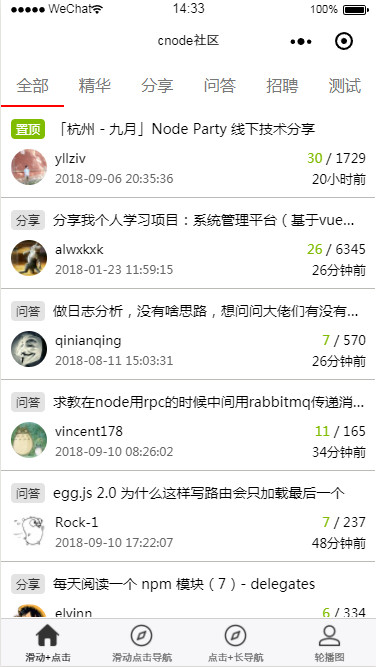 WeChat 14:33 100%
cnode社区
全部 精华 分享 问答 招聘 测试
置顶 「杭州 - 九月」Node Party 线下技术分享
yllziv 30 / 1729
2018-09-06 20:35:36 20小时前
分享 分享我个人学习项目：系统管理平台（基于vue...
alwxkxk 26 / 6345
2018-01-23 11:59:15 26分钟前
问答 做日志分析，没有啥思路，想问问大佬们有没有...
qinianqing 7 / 570
2018-08-11 15:03:31 26分钟前
问答 求教在node用rpc的时候中间用rabbitmq传递消...
vincent178 11 / 165
2018-09-10 08:26:02 34分钟前
问答 egg.js 2.0 为什么这样写路由会只加载最后一个
Rock-1 7 / 237
2018-09-10 17:22:07 48分钟前
分享 每天阅读一个 npm 模块（7）- delegates
elvinn 6 / 334
滑动+点击 滑动点击导航 点击+长导航 轮播图